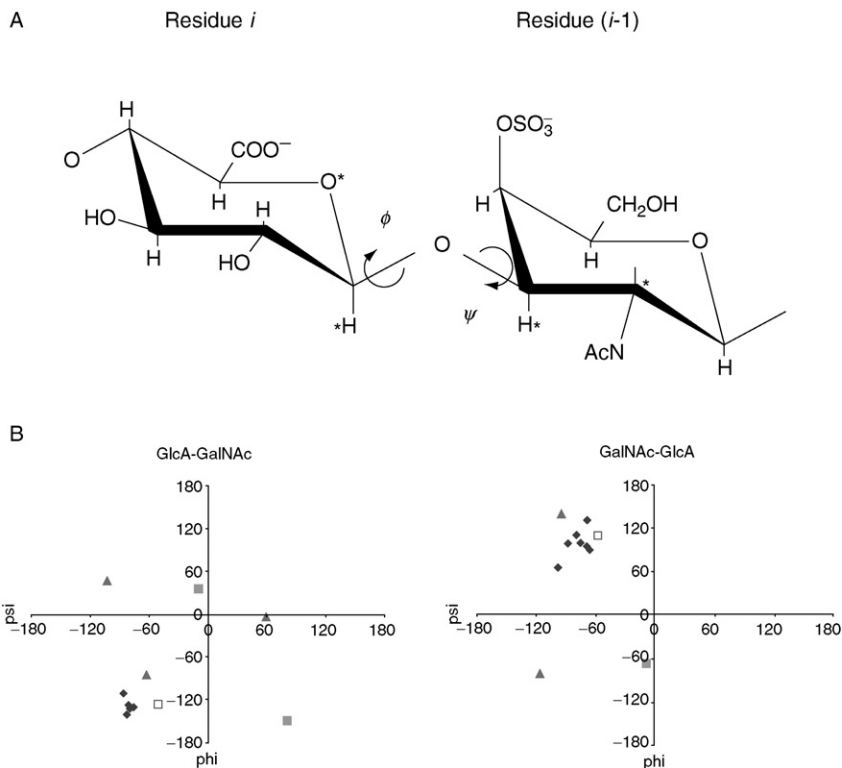 A
Residue i
Residue (i-1)
H
OSO₃⁻
O
COO⁻
O*
H
CH₂OH
HO
H
H
ϕ
O
O
H
HO
H
ψ
*
*H
H*
AcN
H
B
GlcA-GalNAc
GalNAc-GlcA
180
180
120
120
60
60
psi
0
psi
0
−180
−120
−60
0
60
120
180
−180
−120
−60
0
60
120
180
−60
−60
−120
−120
−180
−180
phi
phi